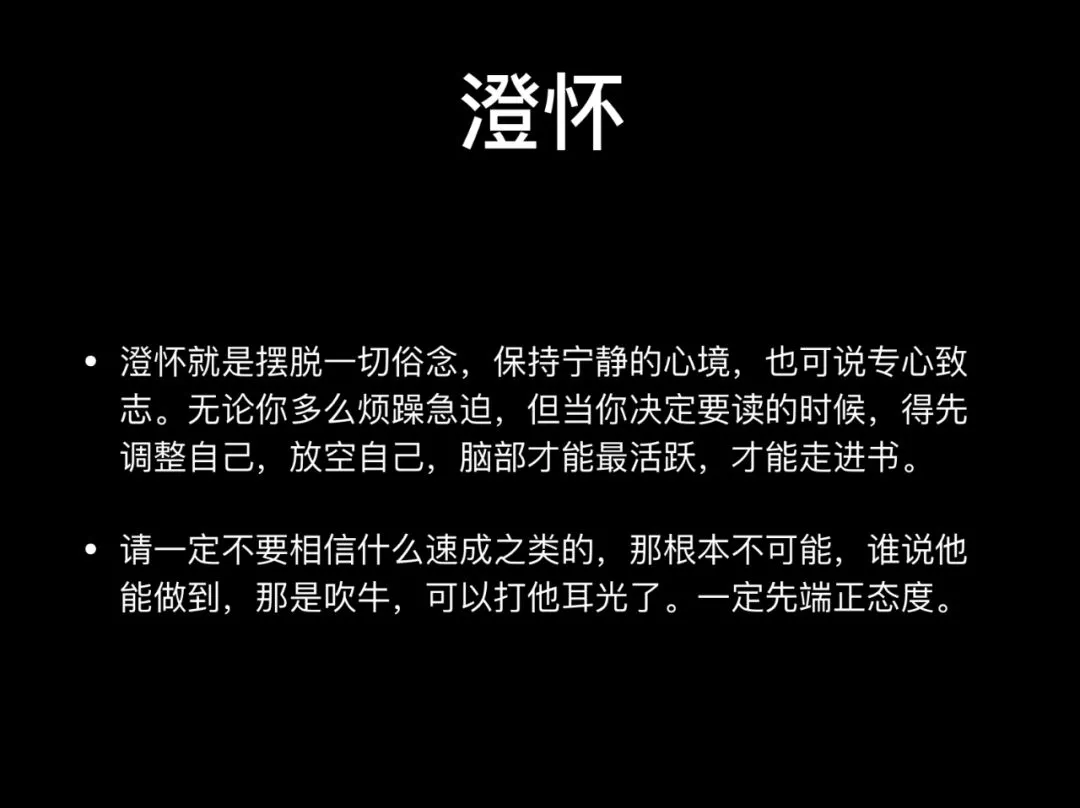 澄怀
• 澄怀就是摆脱一切俗念，保持宁静的心境，也可说专心致
志。无论你多么烦躁急迫，但当你决定要读的时候，得先
调整自己，放空自己，脑部才能最活跃，才能走进书。
• 请一定不要相信什么速成之类的，那根本不可能，谁说他
能做到，那是吹牛，可以打他耳光了。一定先端正态度。